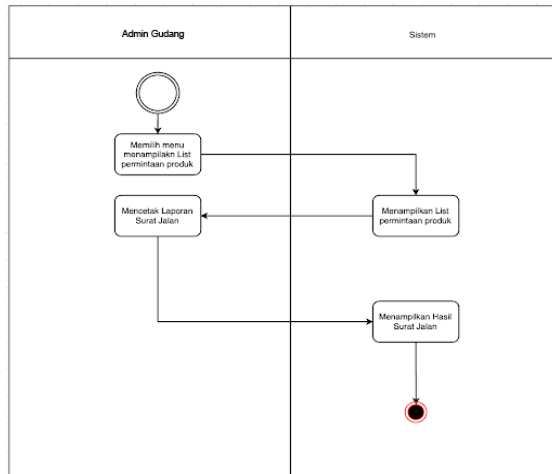 Admin Gudang
Sistem
Memilih menu
menampilakn List
permintaan produk
Mencetak Laporan
Surat Jalan
Menampilkan List
permintaan produk
Menampilkan Hasil
Surat Jalan